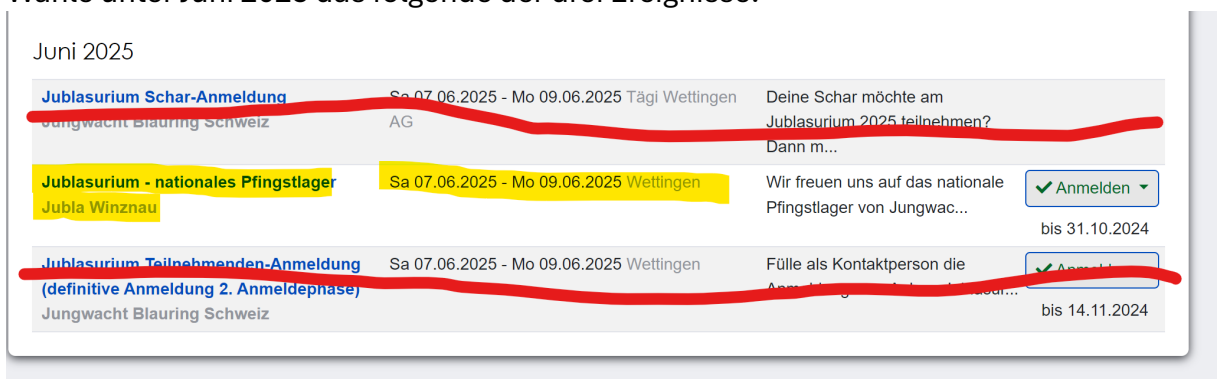 Juni 2025
Jublasurium Schar-Anmeldung
Sa 07.06.2025 - Mo 09.06.2025 Tägi Wettingen
Deine Schar möchte am
Jungwacht Blauring Schweiz
AG
Jublasurium 2025 teilnehmen?
Dann m...
Jublasurium - nationales Pfingstlager
Sa 07.06.2025 - Mo 09.06.2025 Wettingen
Wir freuen uns auf das nationale
Anmelden
Jubla Winznau
Pfingstlager von Jungwac...
bis 31.10.2024
Jublasurium Teilnehmenden-Anmeldung
Sa 07.06.2025 - Mo 09.06.2025 Wettingen
Fülle als Kontaktperson die
Anmelden
(definitive Anmeldung 2. Anmeldephase)
Jungwacht Blauring Schweiz
bis 14.11.2024